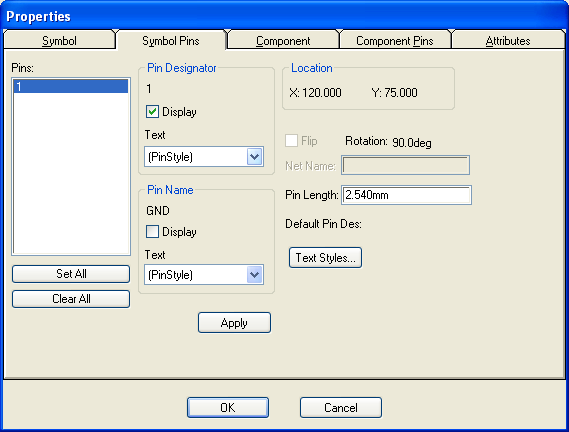 Properties
Symbol
Symbol Pins
Component
Component Pins
Attributes
Pins:
1
Set All
Clear All
Pin Designator
1
Display
Text
(PinStyle)
Pin Name
GND
Display
Text
(PinStyle)
Apply
Location
X: 120.000 Y: 75.000
Flip Rotation: 90.0deg
Net Name:
Pin Length: 2.540mm
Default Pin Des:
Text Styles...
OK
Cancel